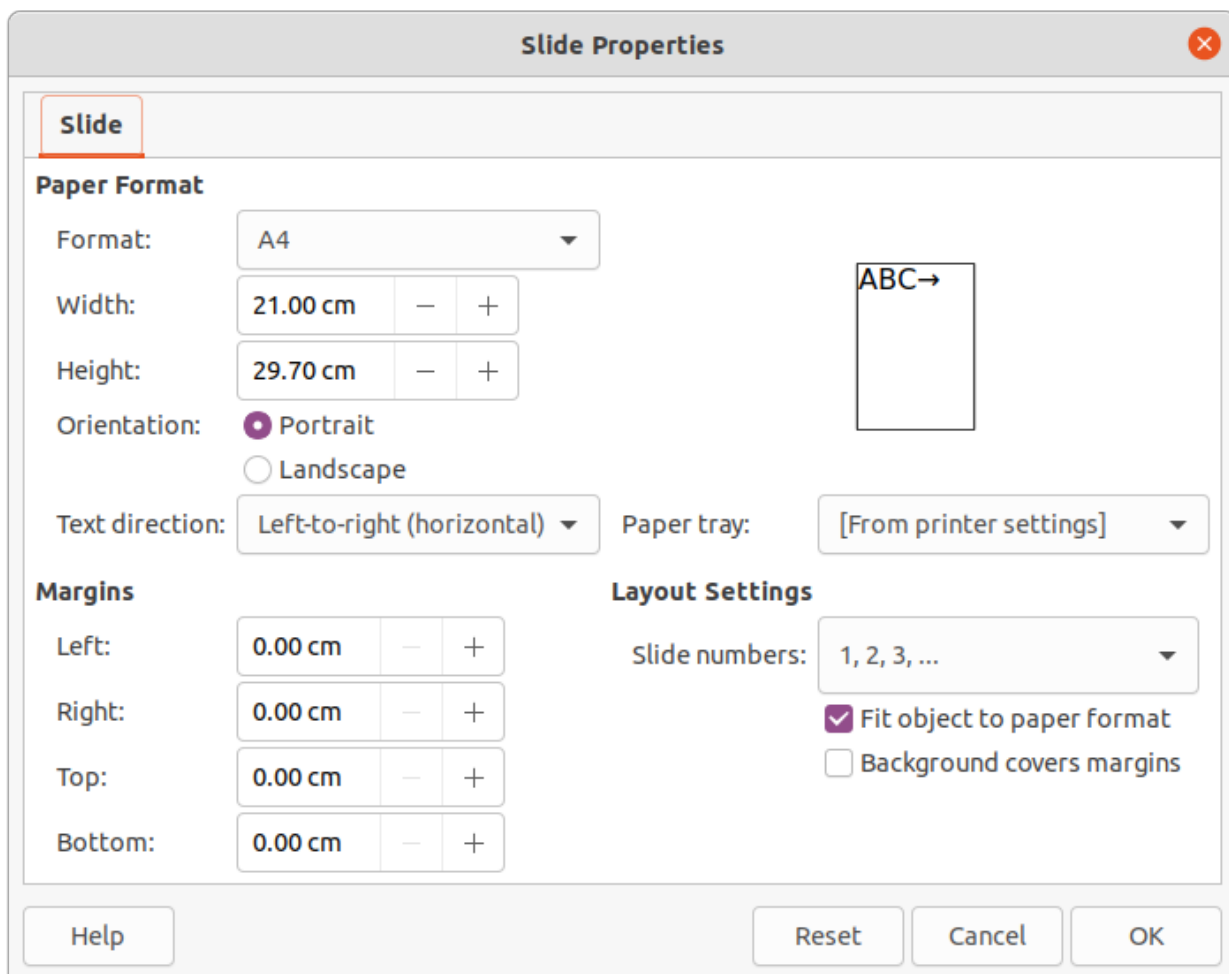 Slide Properties
Slide
Paper Format
Format: A4
ABC→
Width: 21.00 cm − +
Height: 29.70 cm − +
Orientation: Portrait
Landscape
Text direction: Left-to-right (horizontal) Paper tray: [From printer settings]
Margins Layout Settings
Left: 0.00 cm − + Slide numbers: 1, 2, 3, ...
Right: 0.00 cm − + Fit object to paper format
Top: 0.00 cm − + Background covers margins
Bottom: 0.00 cm − +
Help Reset Cancel OK